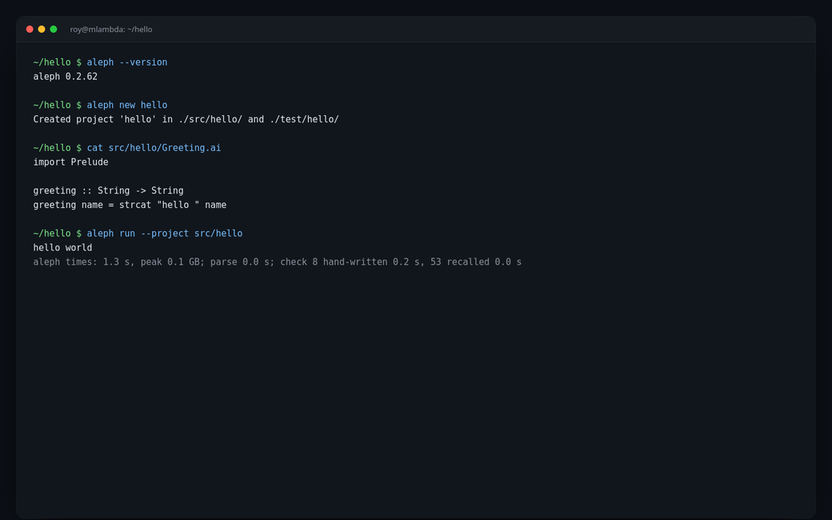 roy@mlambda: ~/hello
~/hello $ aleph --version
aleph 0.2.62
~/hello $ aleph new hello
Created project 'hello' in ./src/hello/ and ./test/hello/
~/hello $ cat src/hello/Greeting.ai
import Prelude
greeting :: String -> String
greeting name = strcat "hello " name
~/hello $ aleph run --project src/hello
hello world
aleph times: 1.3 s, peak 0.1 GB; parse 0.0 s; check 8 hand-written 0.2 s, 53 recalled 0.0 s